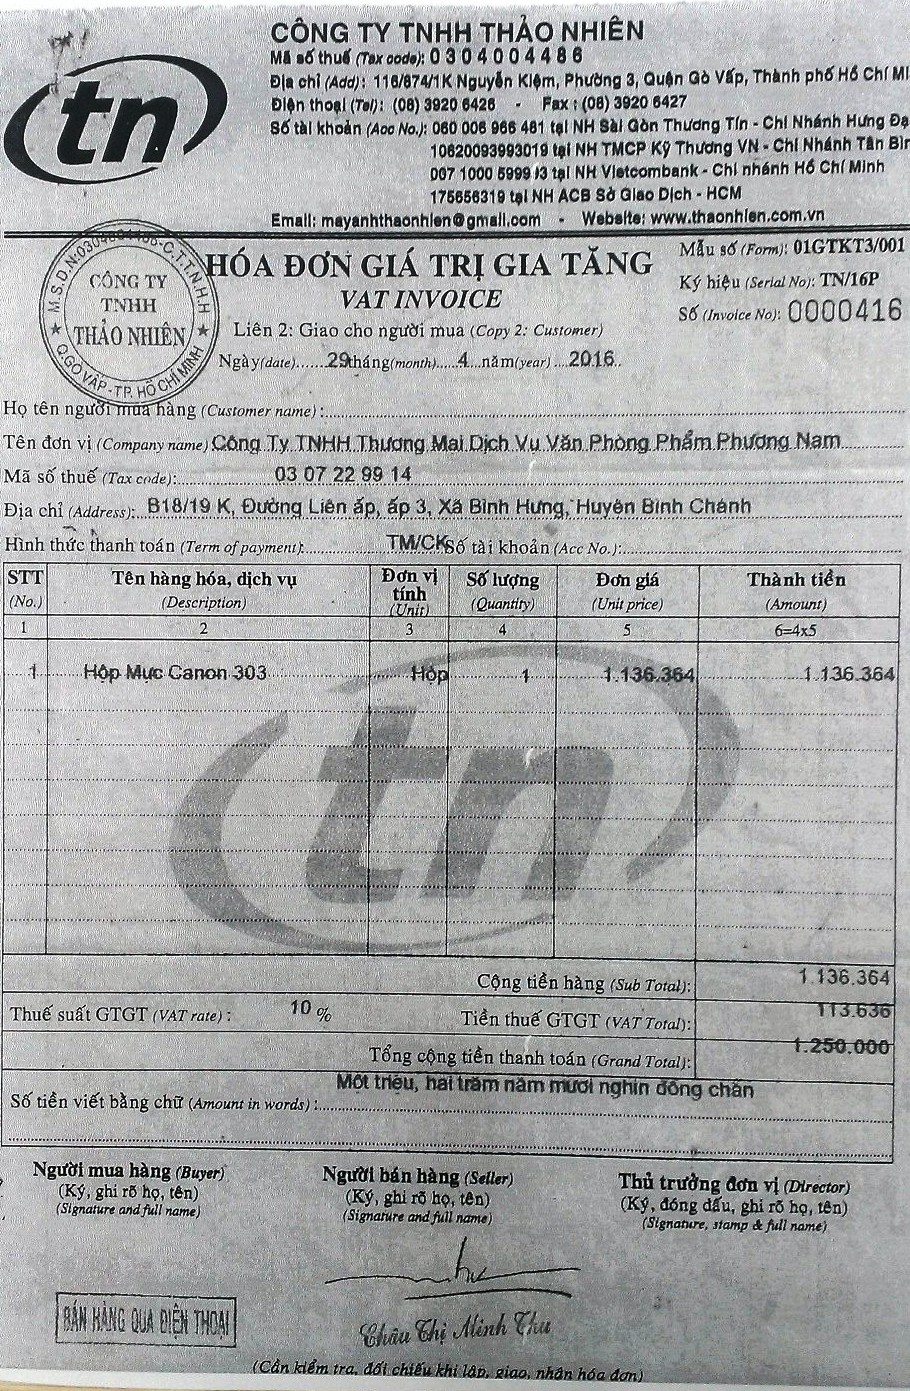 CÔNG TY TNHH THẢO NHIÊN
Mã số thuế (Tax code): 0304004486
Địa chỉ (Add): 116/674/1K Nguyễn Kiệm, Phường 3, Quận Gò Vấp, Thành phố Hồ Chí Mi
Điện thoại (Tel): (08) 3920 6426 - Fax : (08) 3920 6427
Số tài khoản (Acc No.): 060 006 966 481 tại NH Sài Gòn Thương Tín - Chi Nhánh Hưng Đạ
10620093993019 tại NH TMCP Kỹ Thương VN - Chi Nhánh Tân Bìn
007 1000 5999 13 tại NH Vietcombank - Chi nhánh Hồ Chí Minh
175656319 tại NH ACB Sở Giao Dịch - HCM
Email: mayanhthaonhien@gmail.com - Website: www.thaonhien.com.vn
tn
M.S.D.N:0304004486-C.T.T.N.H.H
CÔNG TY
TNHH
THẢO NHIÊN
Q.GÒ VẤP-TP. HỒ CHÍ MINH
HÓA ĐƠN GIÁ TRỊ GIA TĂNG
VAT INVOICE
Liên 2: Giao cho người mua (Copy 2: Customer)
Ngày(date).......29tháng(month).....4...năm(year)....2016..
Mẫu số (Form): 01GTKT3/001
Ký hiệu (Serial No): TN/16P
Số (Invoice No): 0000416
Họ tên người mua hàng (Customer name) :
Tên đơn vị (Company name) Công Ty TNHH Thương Mai Dịch Vụ Văn Phòng Phẩm Phương Nam
Mã số thuế (Tax code): 03 07 22 99 14
Địa chỉ (Address): B18/19 K, Đường Liên ấp, ấp 3, Xã Bình Hưng, Huyện Bình Chánh
Hình thức thanh toán (Term of payment): TM/CK Số tài khoản (Acc No.):
STT Tên hàng hóa, dịch vụ Đơn vị tính Số lượng Đơn giá Thành tiền
(No.) (Description) (Unit) (Quantity) (Unit price) (Amount)
1 2 3 4 5 6=4x5
1 Hộp Mực Canon 303 Hộp 1 1.136.364 1.136.364
tn
Cộng tiền hàng (Sub Total): 1.136.364
Thuế suất GTGT (VAT rate) : 10 % Tiền thuế GTGT (VAT Total): 113.636
Tổng cộng tiền thanh toán (Grand Total): 1.250.000
Số tiền viết bằng chữ (Amount in words) : Một triệu, hai trăm năm mươi nghìn đồng chẵn
Người mua hàng (Buyer) Người bán hàng (Seller) Thủ trưởng đơn vị (Director)
(Ký, ghi rõ họ, tên) (Ký, ghi rõ họ, tên) (Ký, đóng dấu, ghi rõ họ, tên)
(Signature and full name) (Signature and full name) (Signature, stamp & full name)
BÁN HÀNG QUA ĐIỆN THOẠI
Châu Thị Minh Thu
(Cần kiểm tra, đối chiếu khi lập, giao, nhận hóa đơn)